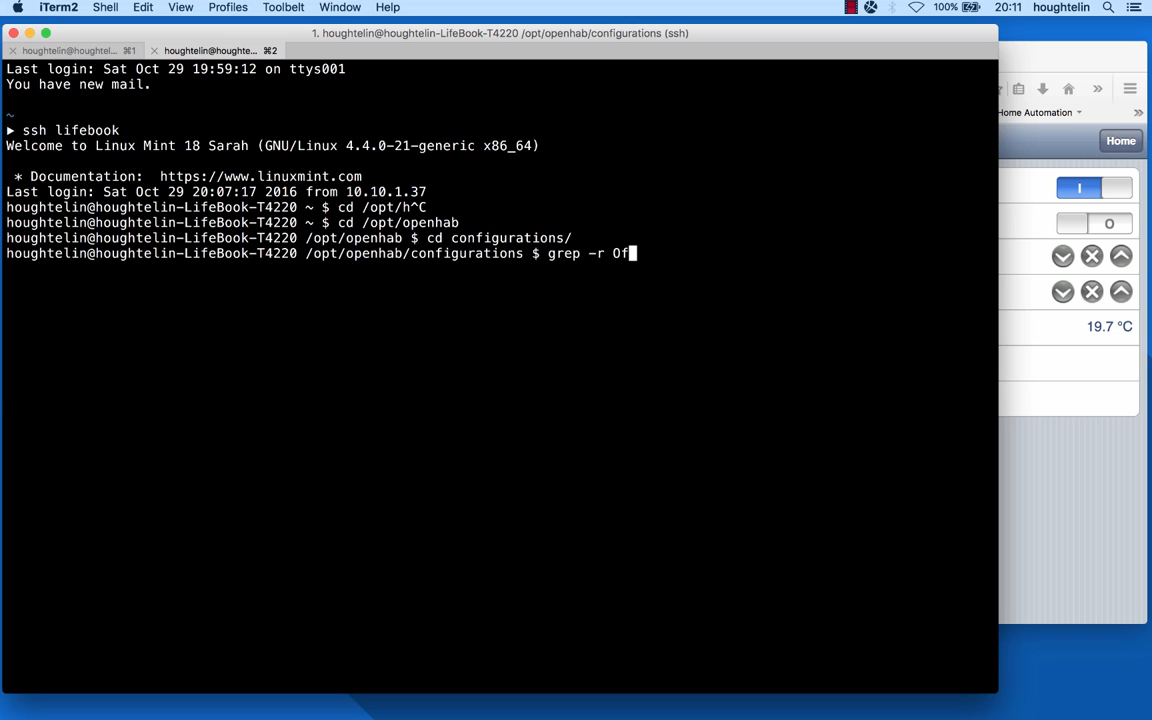 iTerm2 Shell Edit View Profiles Toolbelt Window Help 100% 20:11 houghtelin
1. houghtelin@houghtelin-LifeBook-T4220 /opt/openhab/configurations (ssh)
houghtelin@houghtel... ⌘1 houghtelin@houghte... ⌘2
Last login: Sat Oct 29 19:59:12 on ttys001
You have new mail.
~
▶ ssh lifebook
Welcome to Linux Mint 18 Sarah (GNU/Linux 4.4.0-21-generic x86_64)
* Documentation: https://www.linuxmint.com
Last login: Sat Oct 29 20:07:17 2016 from 10.10.1.37
houghtelin@houghtelin-LifeBook-T4220 ~ $ cd /opt/h^C
houghtelin@houghtelin-LifeBook-T4220 ~ $ cd /opt/openhab
houghtelin@houghtelin-LifeBook-T4220 /opt/openhab $ cd configurations/
houghtelin@houghtelin-LifeBook-T4220 /opt/openhab/configurations $ grep -r Of
Home Automation
Home
I
O
19.7 °C